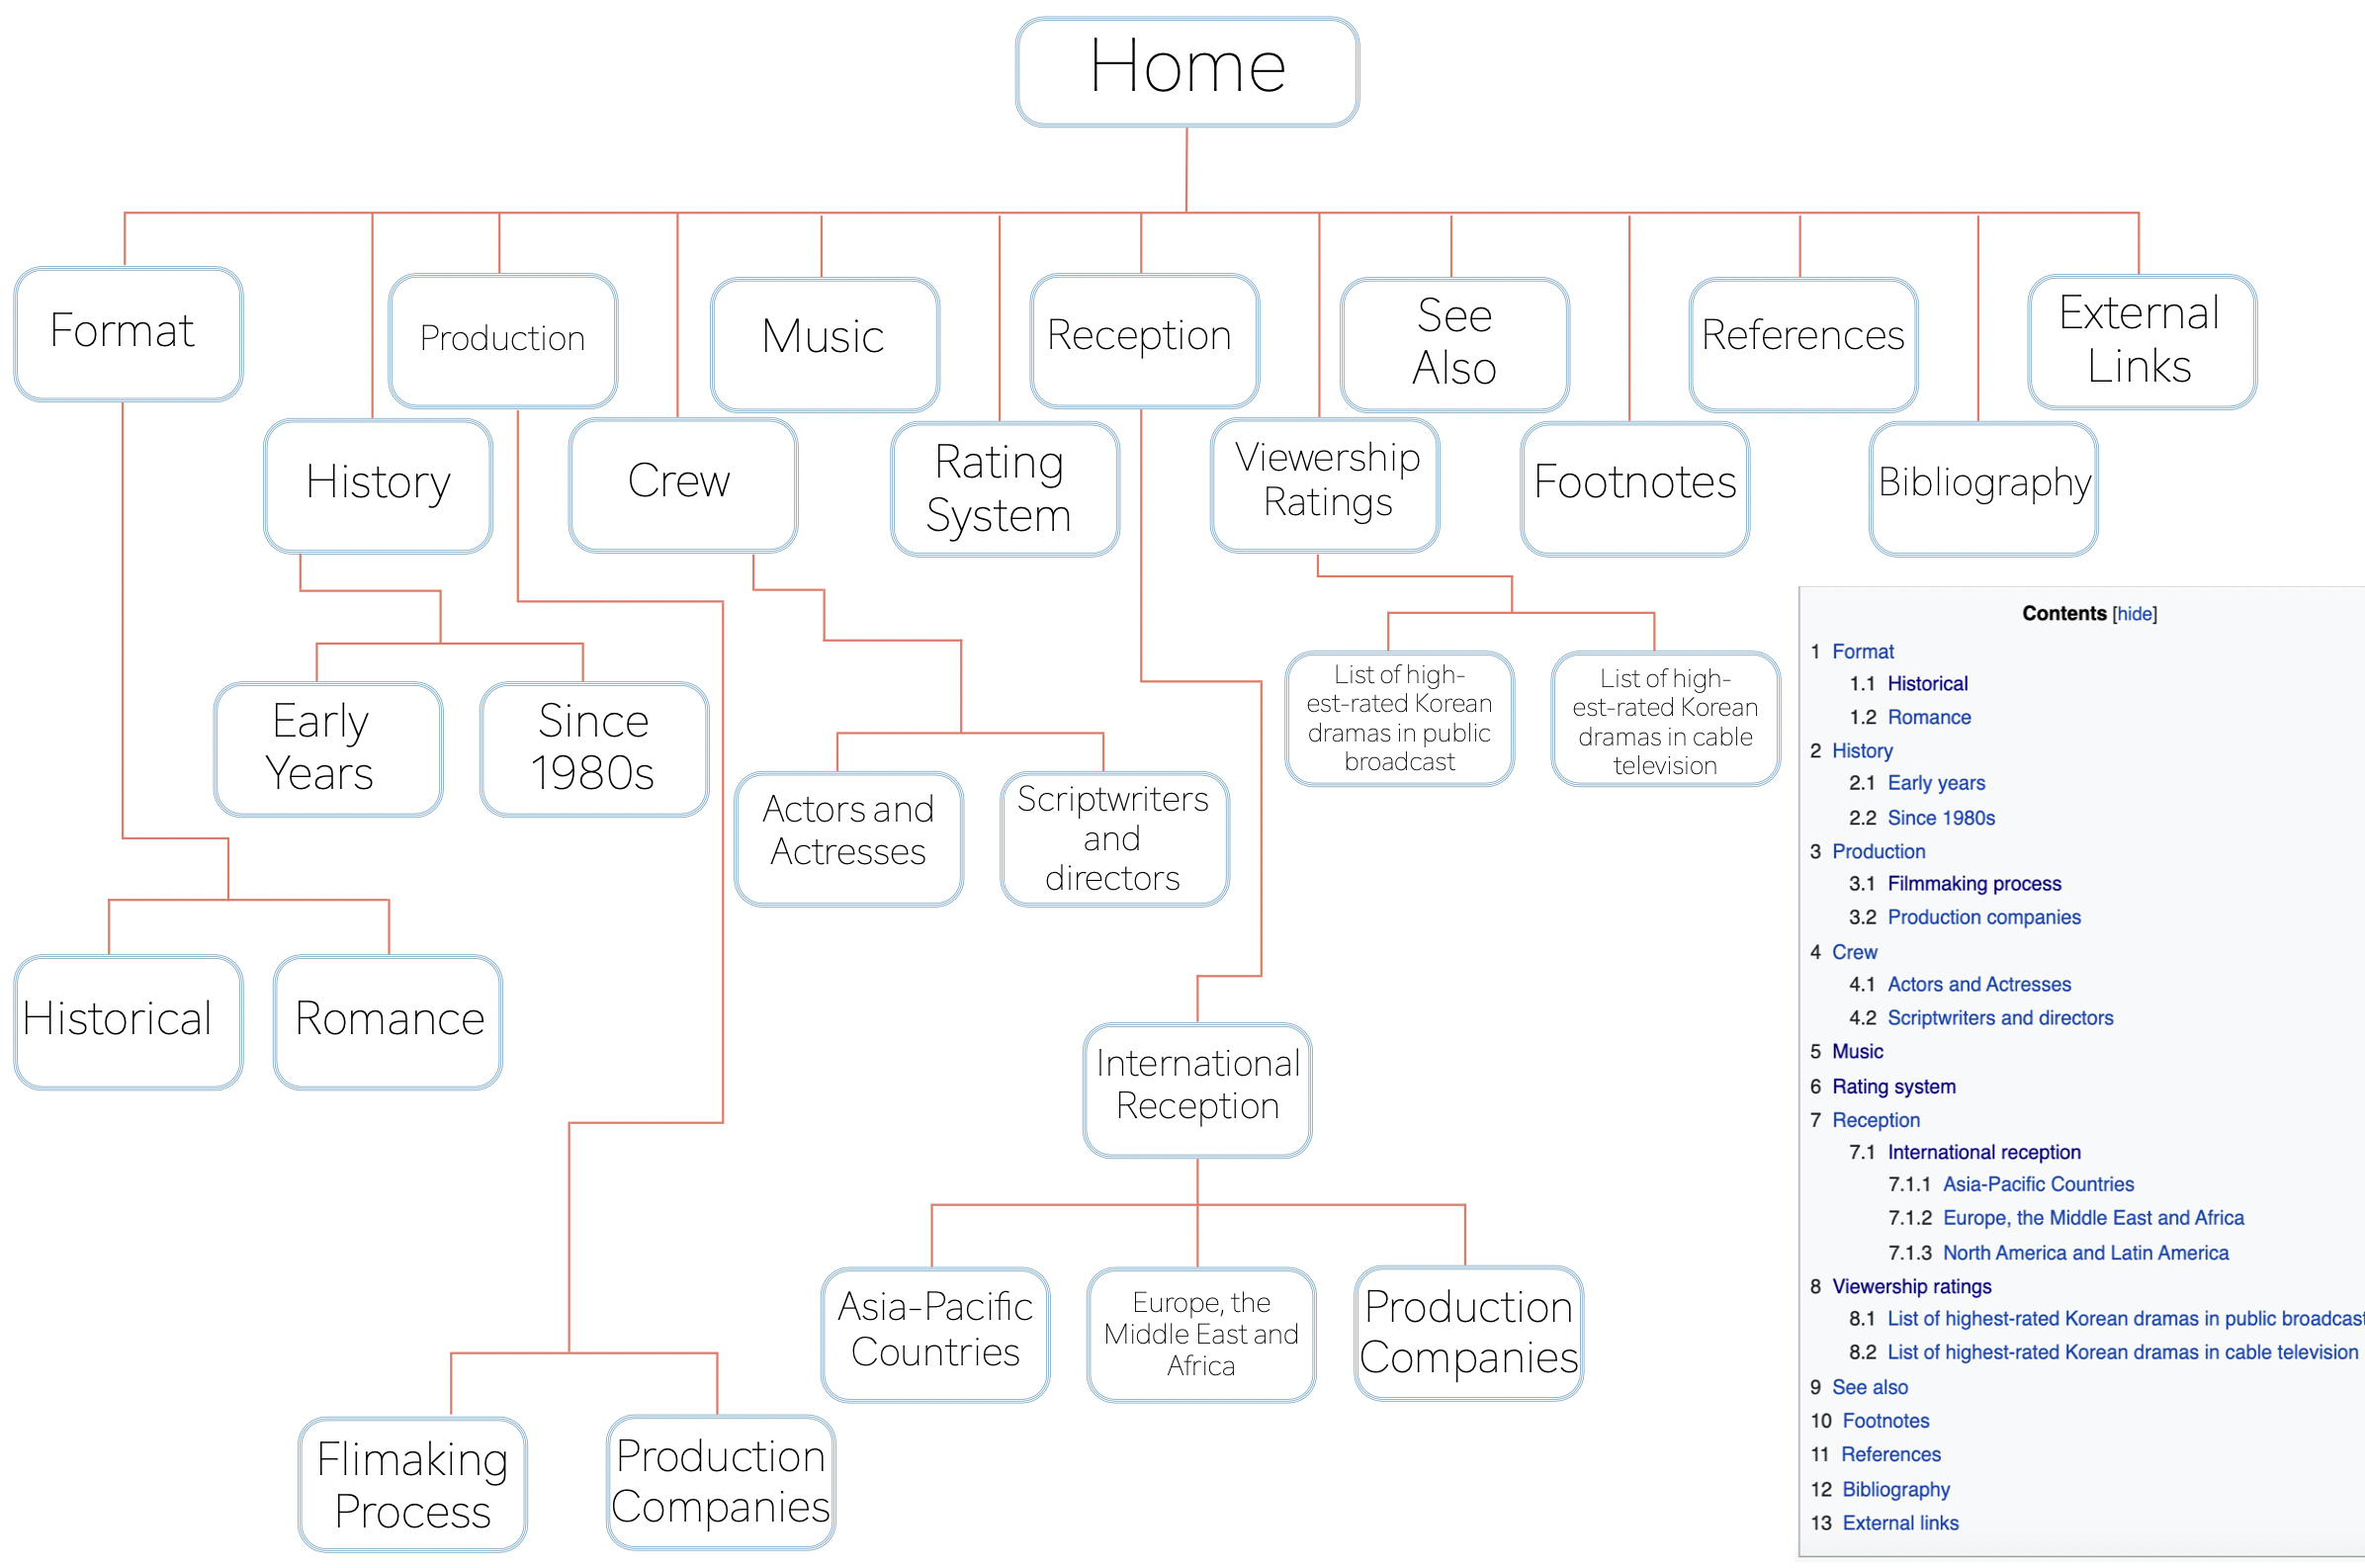 Home
Format
Production
Music
Reception
See
Also
References
External
Links
History
Crew
Rating
System
Viewership
Ratings
Footnotes
Bibliography
Early
Years
Since
1980s
Actors and
Actresses
Scriptwriters
and
directors
List of high-
est-rated Korean
dramas in public
broadcast
List of high-
est-rated Korean
dramas in cable
television
Historical
Romance
International
Reception
Asia-Pacific
Countries
Europe, the
Middle East and
Africa
Production
Companies
Flimaking
Process
Production
Companies
Contents [hide]
1 Format
1.1 Historical
1.2 Romance
2 History
2.1 Early years
2.2 Since 1980s
3 Production
3.1 Filmmaking process
3.2 Production companies
4 Crew
4.1 Actors and Actresses
4.2 Scriptwriters and directors
5 Music
6 Rating system
7 Reception
7.1 International reception
7.1.1 Asia-Pacific Countries
7.1.2 Europe, the Middle East and Africa
7.1.3 North America and Latin America
8 Viewership ratings
8.1 List of highest-rated Korean dramas in public broadcast
8.2 List of highest-rated Korean dramas in cable television
9 See also
10 Footnotes
11 References
12 Bibliography
13 External links